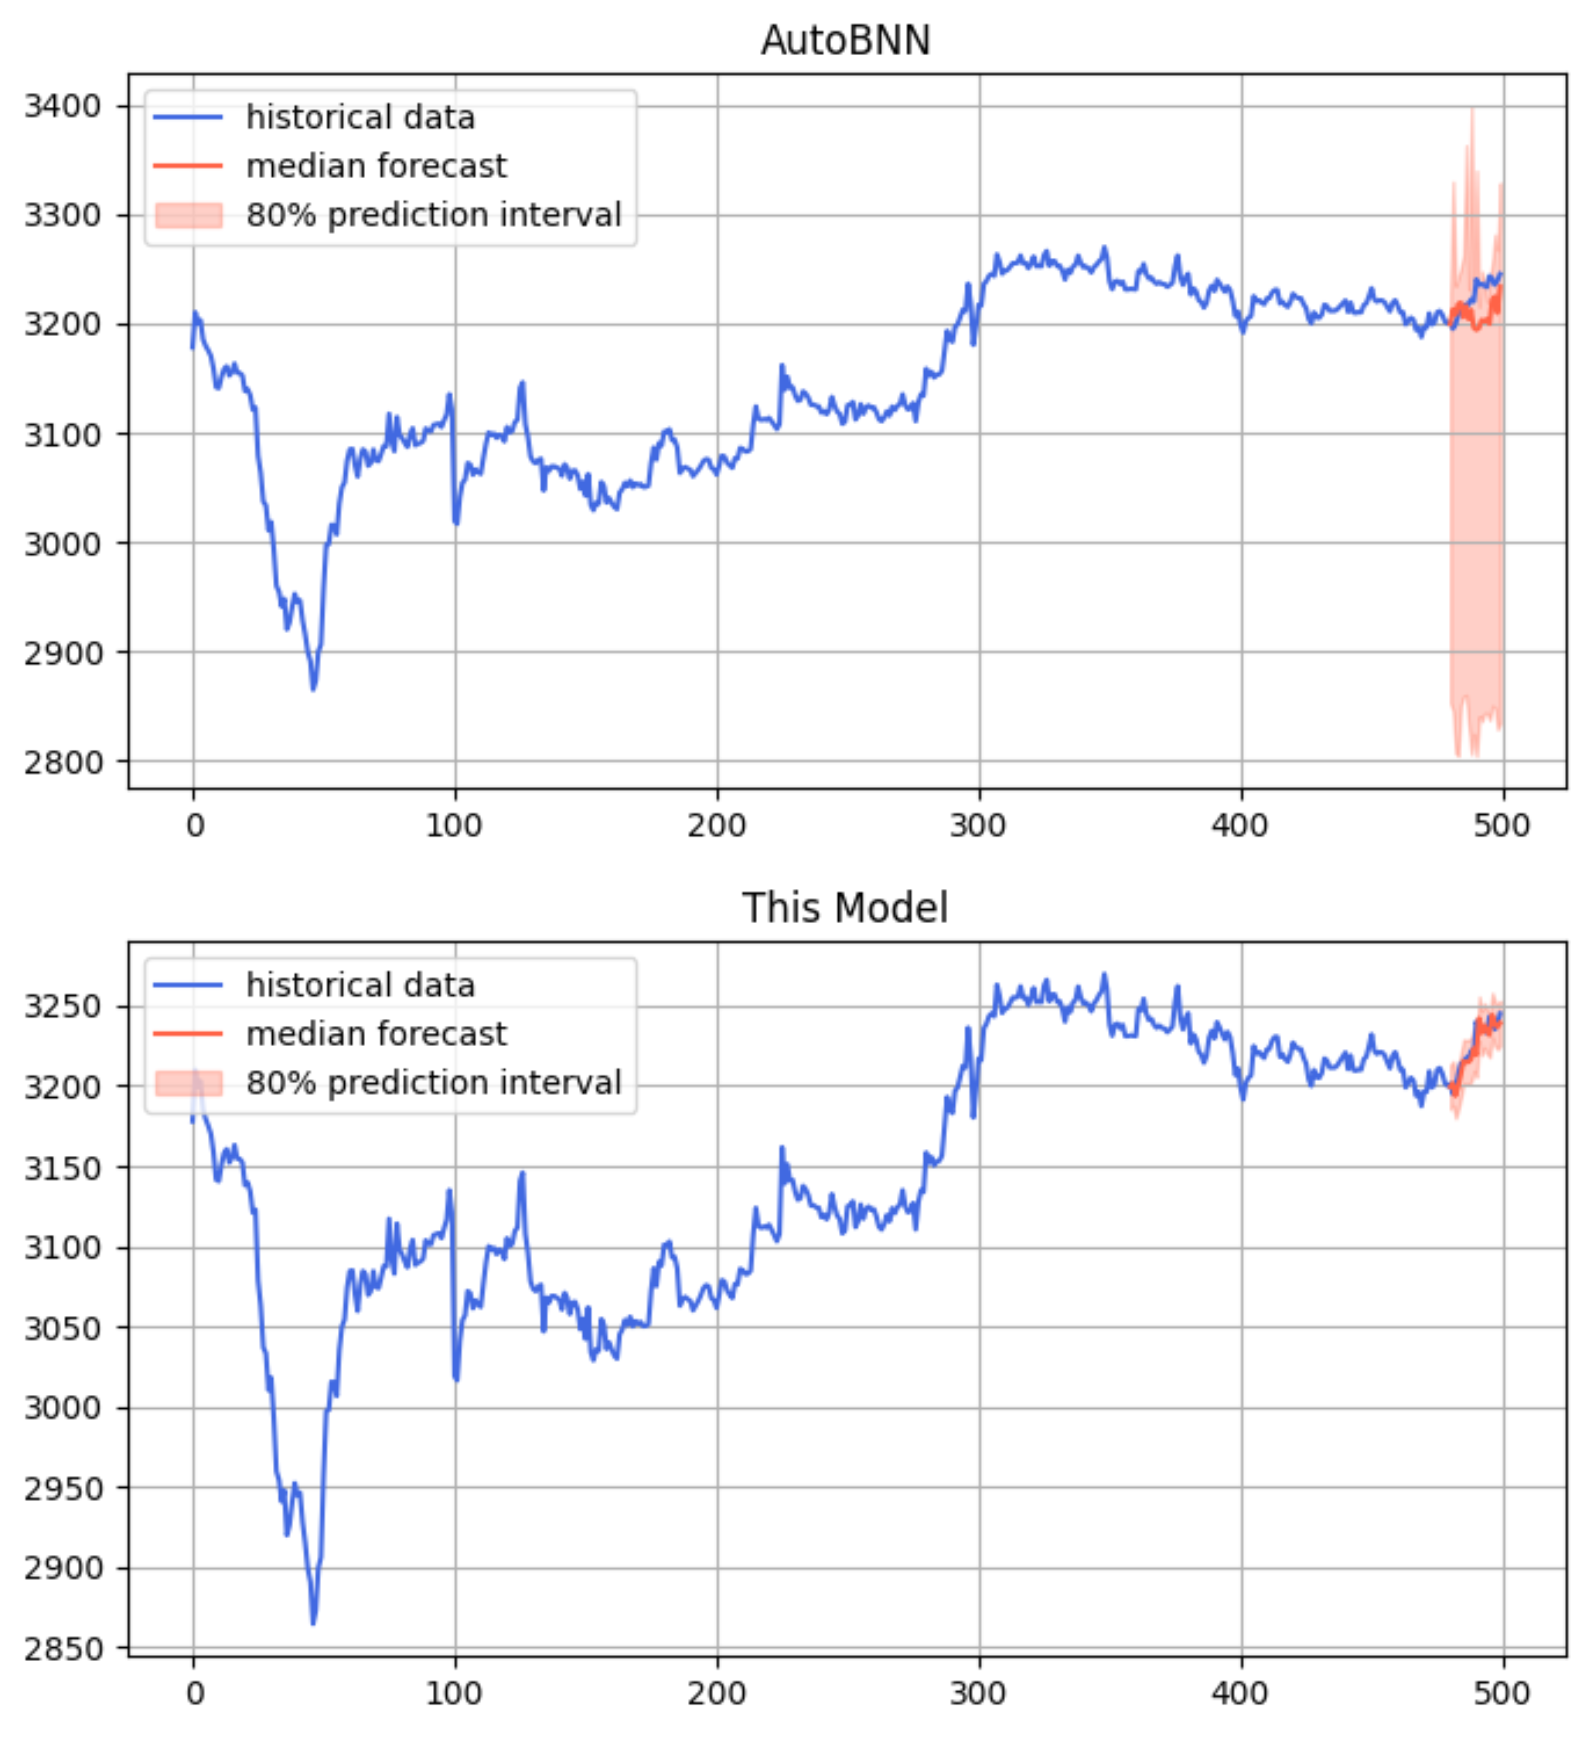 AutoBNN
historical data
median forecast
80% prediction interval
3400
3300
3200
3100
3000
2900
2800
0 100 200 300 400 500
This Model
historical data
median forecast
80% prediction interval
3250
3200
3150
3100
3050
3000
2950
2900
2850
0 100 200 300 400 500